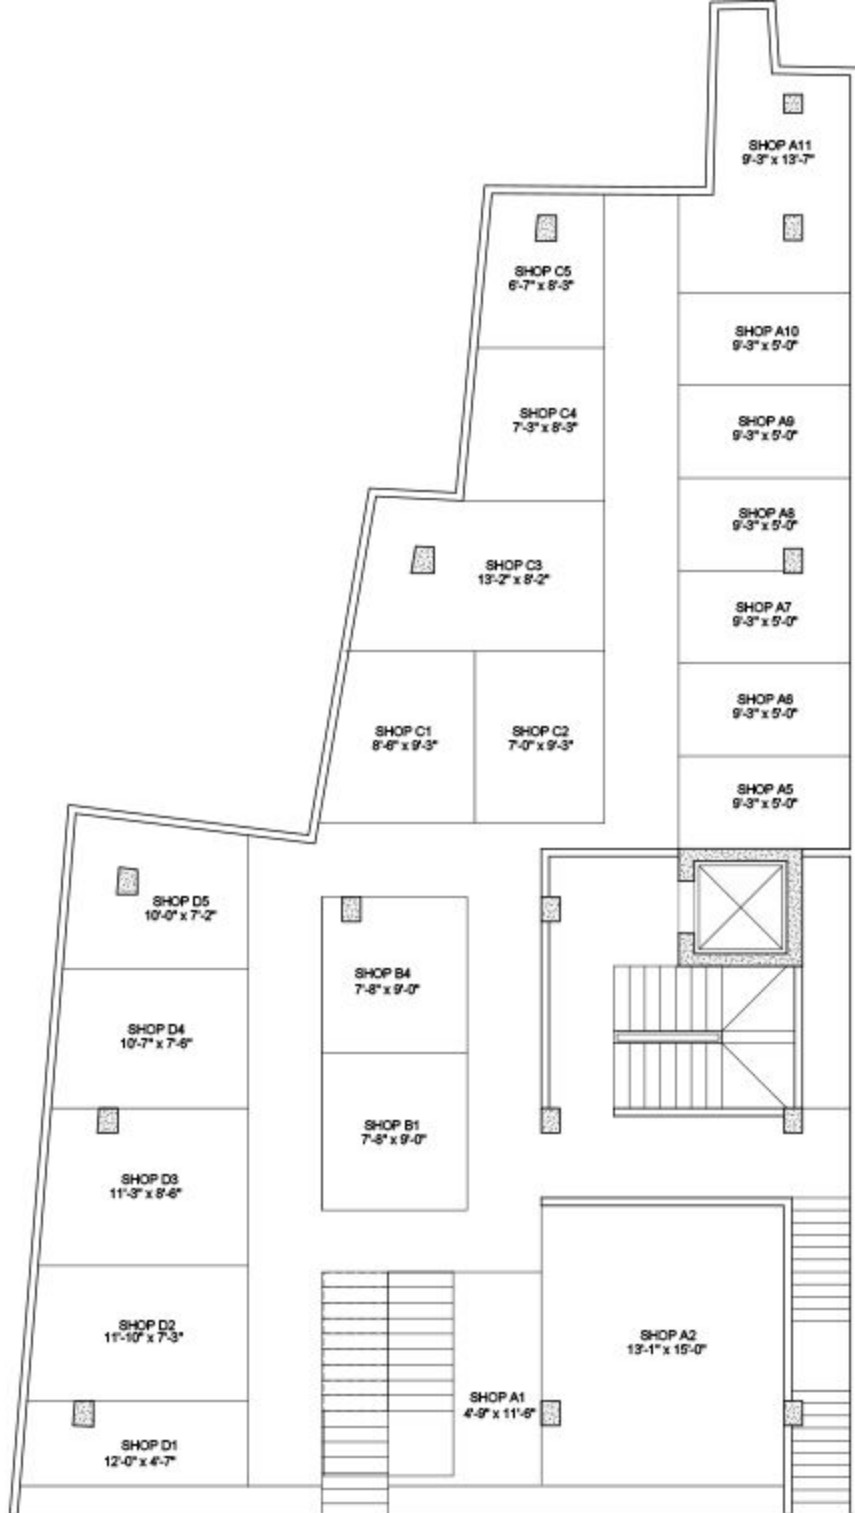 SHOP A11
9'-3" x 13'-7"
SHOP C5
6'-7" x 8'-3"
SHOP A10
9'-3" x 5'-0"
SHOP C4
7'-3" x 8'-3"
SHOP A9
9'-3" x 5'-0"
SHOP A8
9'-3" x 5'-0"
SHOP C3
13'-2" x 8'-2"
SHOP A7
9'-3" x 5'-0"
SHOP A6
9'-3" x 5'-0"
SHOP C1
8'-6" x 9'-3"
SHOP C2
7'-0" x 9'-3"
SHOP A5
9'-3" x 5'-0"
SHOP D5
10'-0" x 7'-2"
SHOP B4
7'-8" x 9'-0"
SHOP D4
10'-7" x 7'-6"
SHOP B1
7'-8" x 9'-0"
SHOP D3
11'-3" x 8'-6"
SHOP D2
11'-10" x 7'-3"
SHOP A2
13'-1" x 15'-0"
SHOP A1
4'-9" x 11'-6"
SHOP D1
12'-0" x 4'-7"